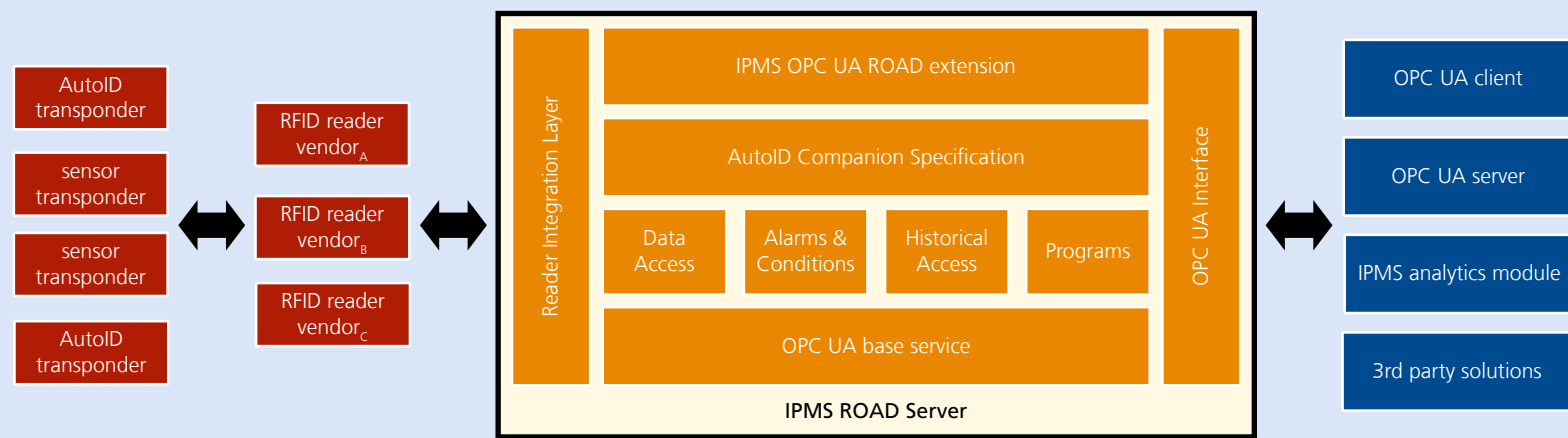 AutoID
transponder
sensor
transponder
sensor
transponder
AutoID
transponder
RFID reader
vendorA
RFID reader
vendorB
RFID reader
vendorC
Reader Integration Layer
IPMS OPC UA ROAD extension
AutoID Companion Specification
Data
Access
Alarms &
Conditions
Historical
Access
Programs
OPC UA base service
OPC UA Interface
IPMS ROAD Server
OPC UA client
OPC UA server
IPMS analytics module
3rd party solutions